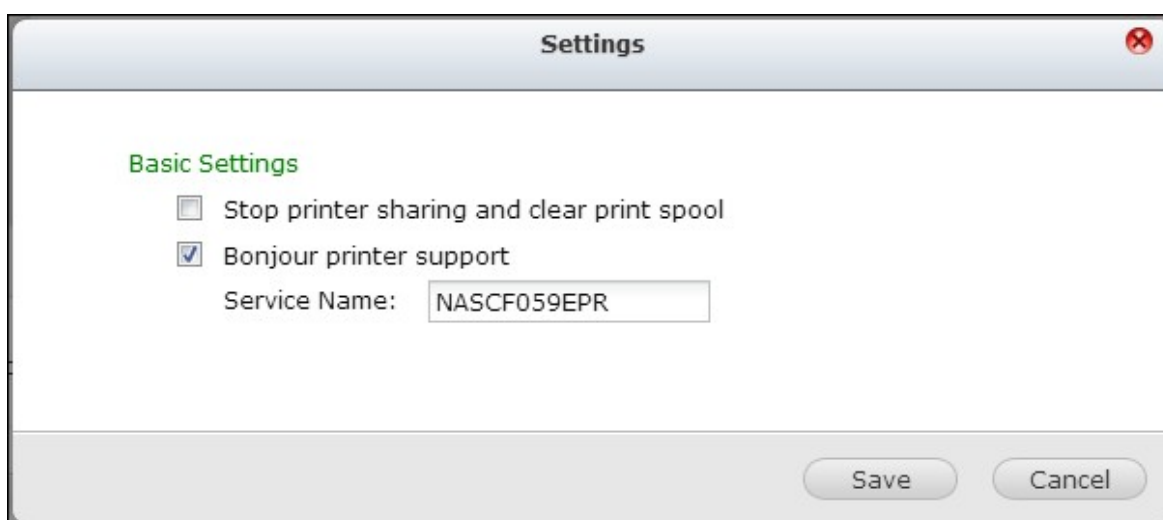 Settings
Basic Settings
Stop printer sharing and clear print spool
Bonjour printer support
Service Name: NASCF059EPR
Save Cancel